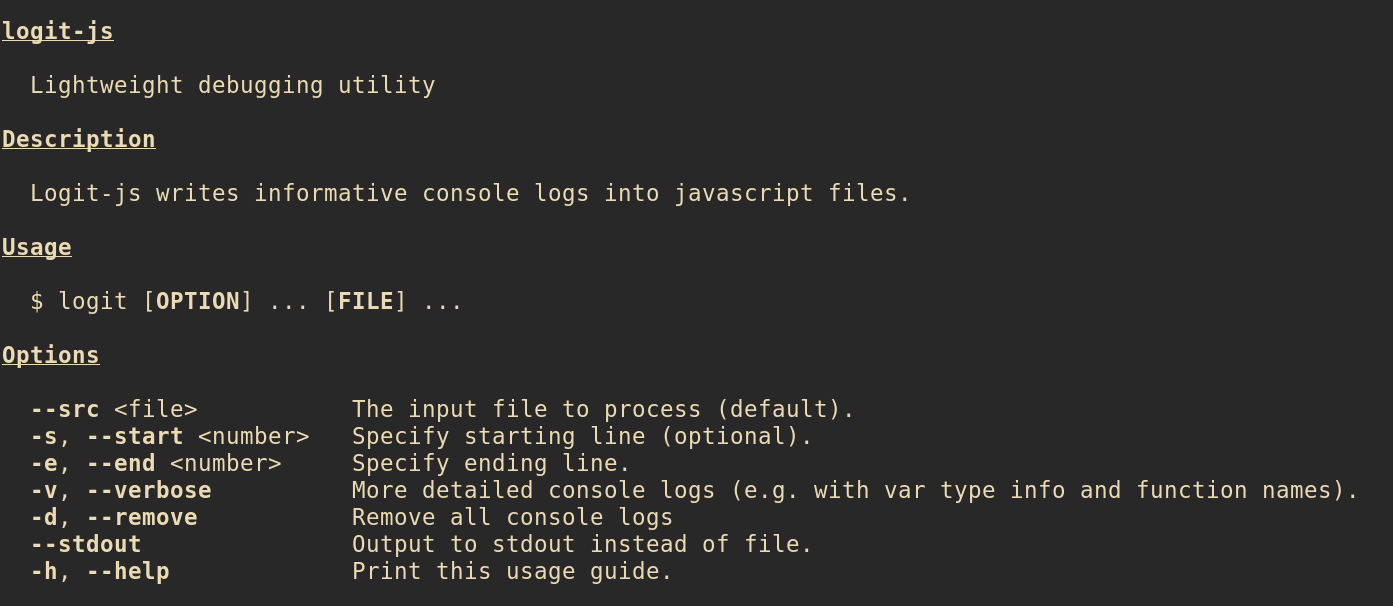 logit-js
Lightweight debugging utility
Description
Logit-js writes informative console logs into javascript files.
Usage
$ logit [OPTION] ... [FILE] ...
Options
--src <file> The input file to process (default).
-s, --start <number> Specify starting line (optional).
-e, --end <number> Specify ending line.
-v, --verbose More detailed console logs (e.g. with var type info and function names).
-d, --remove Remove all console logs
--stdout Output to stdout instead of file.
-h, --help Print this usage guide.